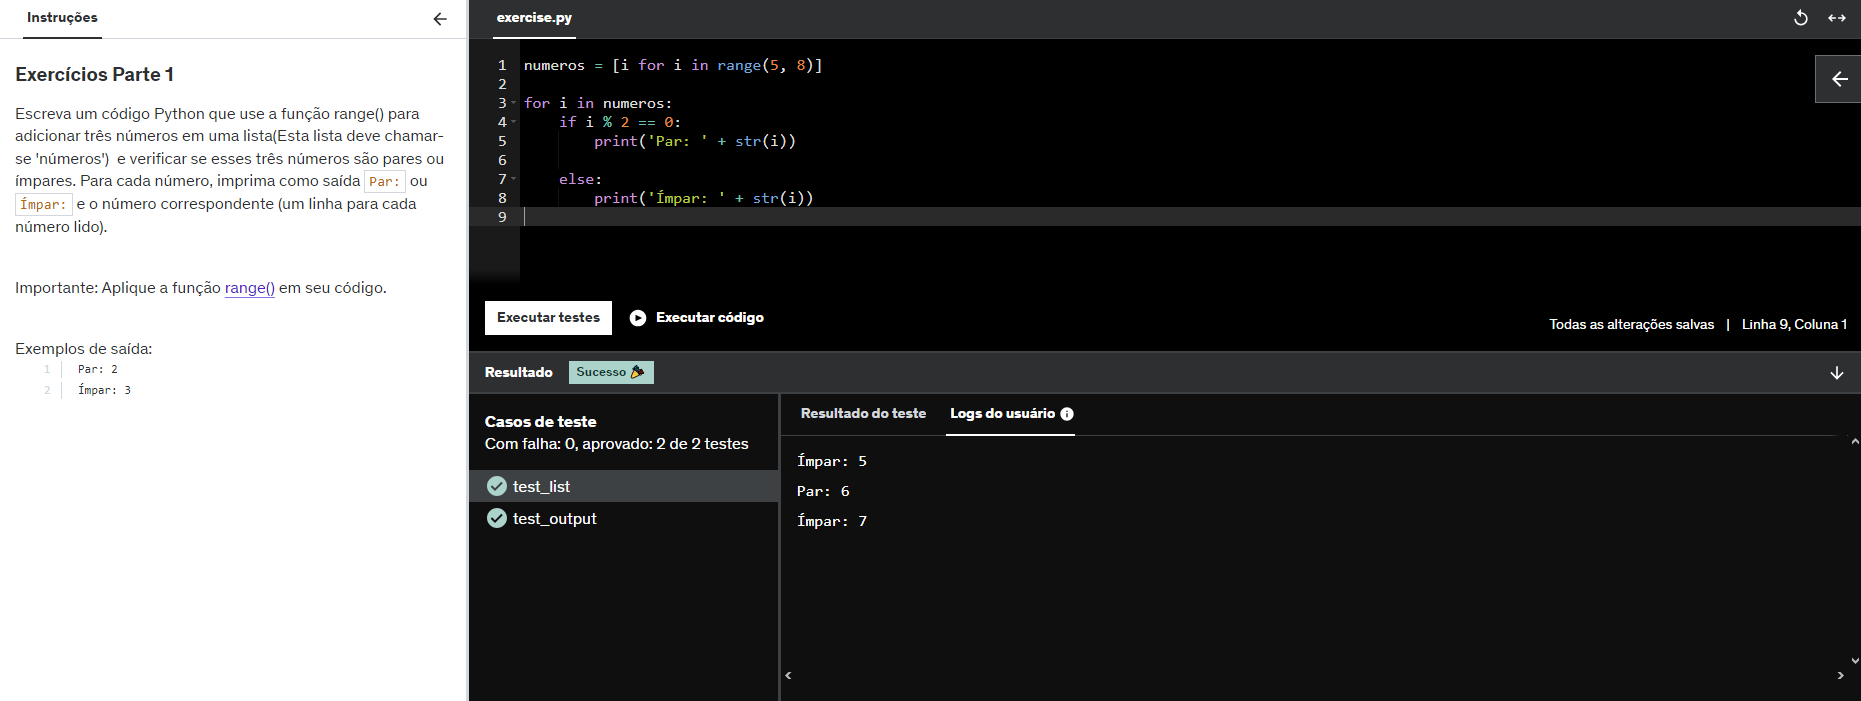 Instruções
Exercícios Parte 1
Escreva um código Python que use a função range() para
adicionar três números em uma lista(Esta lista deve chamar-
se 'números')  e verificar se esses três números são pares ou
ímpares. Para cada número, imprima como saída Par: ou
Ímpar: e o número correspondente (um linha para cada
número lido).
Importante: Aplique a função range() em seu código.
Exemplos de saída:
1 Par: 2
2 Ímpar: 3
exercise.py
1 numeros = [i for i in range(5, 8)]
2
3 for i in numeros:
4     if i % 2 == 0:
5         print('Par: ' + str(i))
6
7     else:
8         print('Ímpar: ' + str(i))
9
Executar testes Executar código
Todas as alterações salvas | Linha 9, Coluna 1
Resultado Sucesso
Casos de teste
Com falha: 0, aprovado: 2 de 2 testes
test_list
test_output
Resultado do teste Logs do usuário
Ímpar: 5
Par: 6
Ímpar: 7